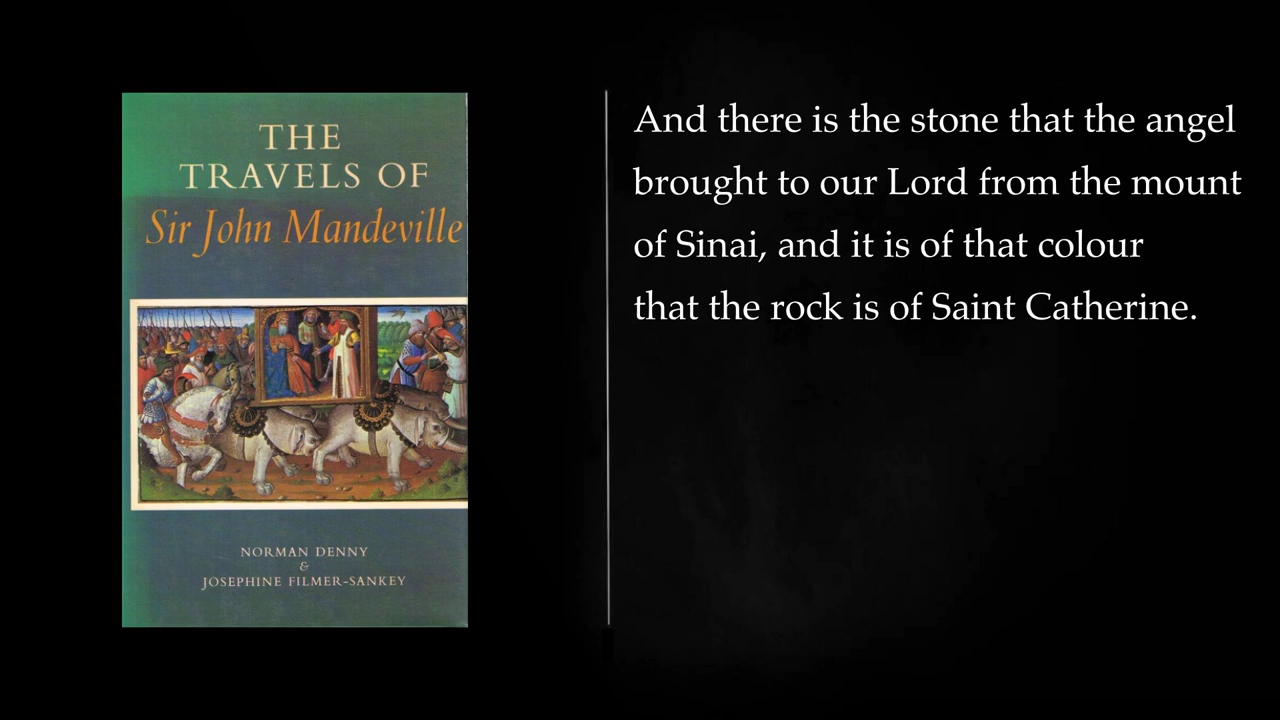 THE
TRAVELS OF
Sir John Mandeville
NORMAN DENNY
&
JOSEPHINE FILMER-SANKEY
And there is the stone that the angel
brought to our Lord from the mount
of Sinai, and it is of that colour
that the rock is of Saint Catherine.